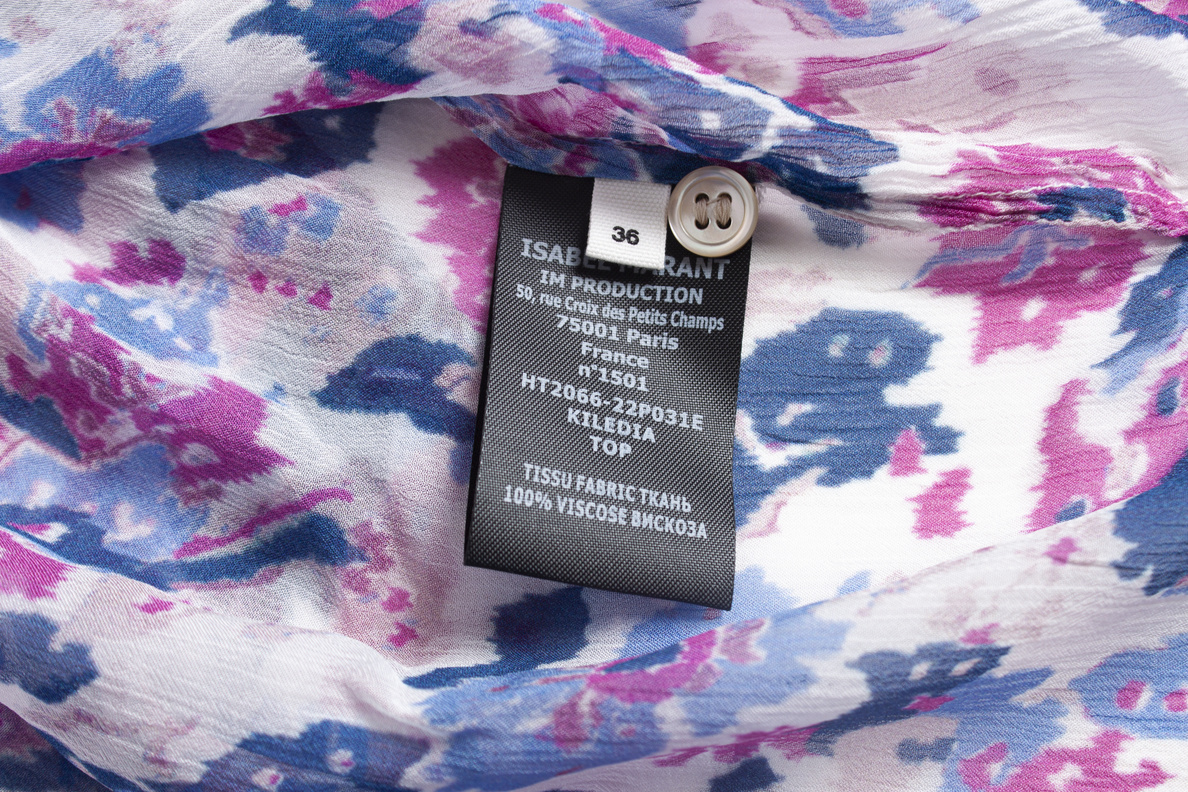 36
ISABEL MARANT
IM PRODUCTION
50, rue Croix des Petits Champs
75001 Paris
France
n°1501
HT2066-22P031E
KILEDIA
TOP
TISSU FABRIC ТКАНЬ
100% VISCOSE ВИСКОЗА